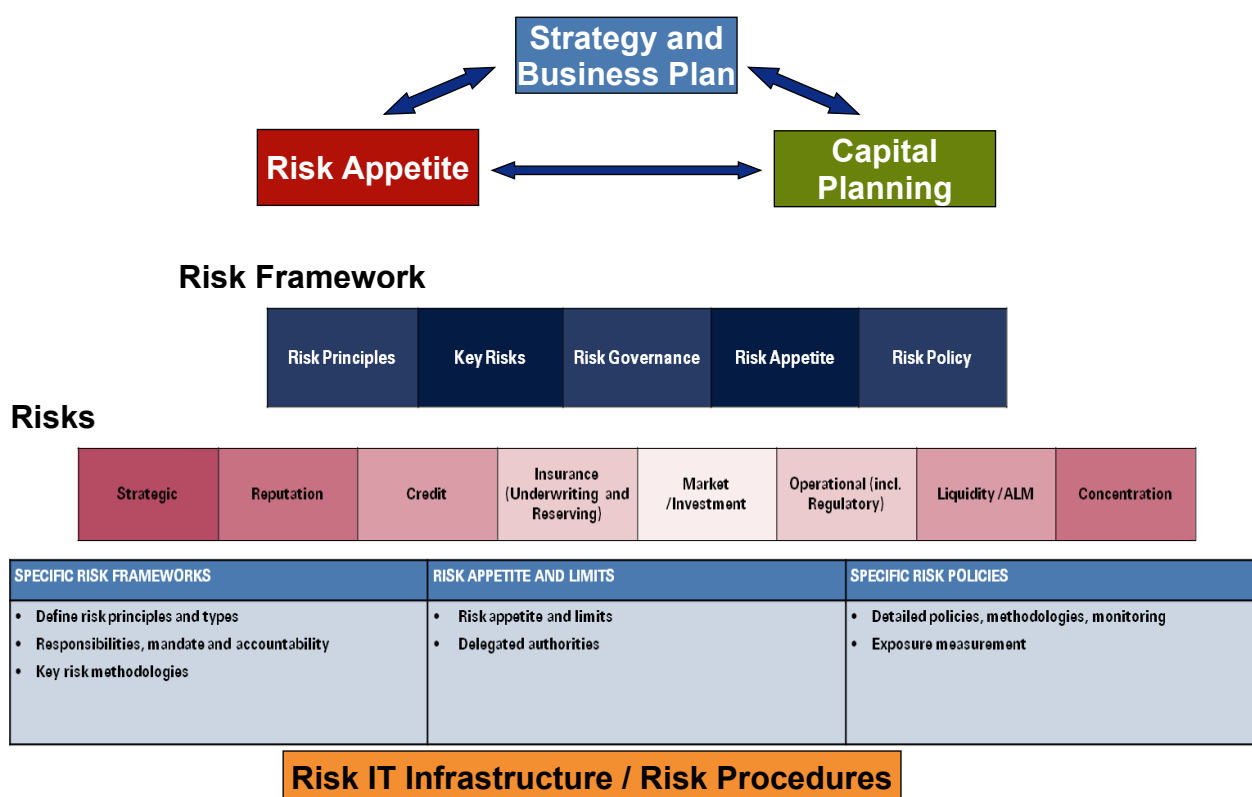 Strategy and
Business Plan
Risk Appetite
Capital
Planning
Risk Framework
Risk Principles
Key Risks
Risk Governance
Risk Appetite
Risk Policy
Risks
Strategic
Reputation
Credit
Insurance
(Underwriting and
Reserving)
Market
/Investment
Operational (incl.
Regulatory)
Liquidity /ALM
Concentration
SPECIFIC RISK FRAMEWORKS
• Define risk principles and types
• Responsibilities, mandate and accountability
• Key risk methodologies
RISK APPETITE AND LIMITS
• Risk appetite and limits
• Delegated authorities
SPECIFIC RISK POLICIES
• Detailed policies, methodologies, monitoring
• Exposure measurement
Risk IT Infrastructure / Risk Procedures